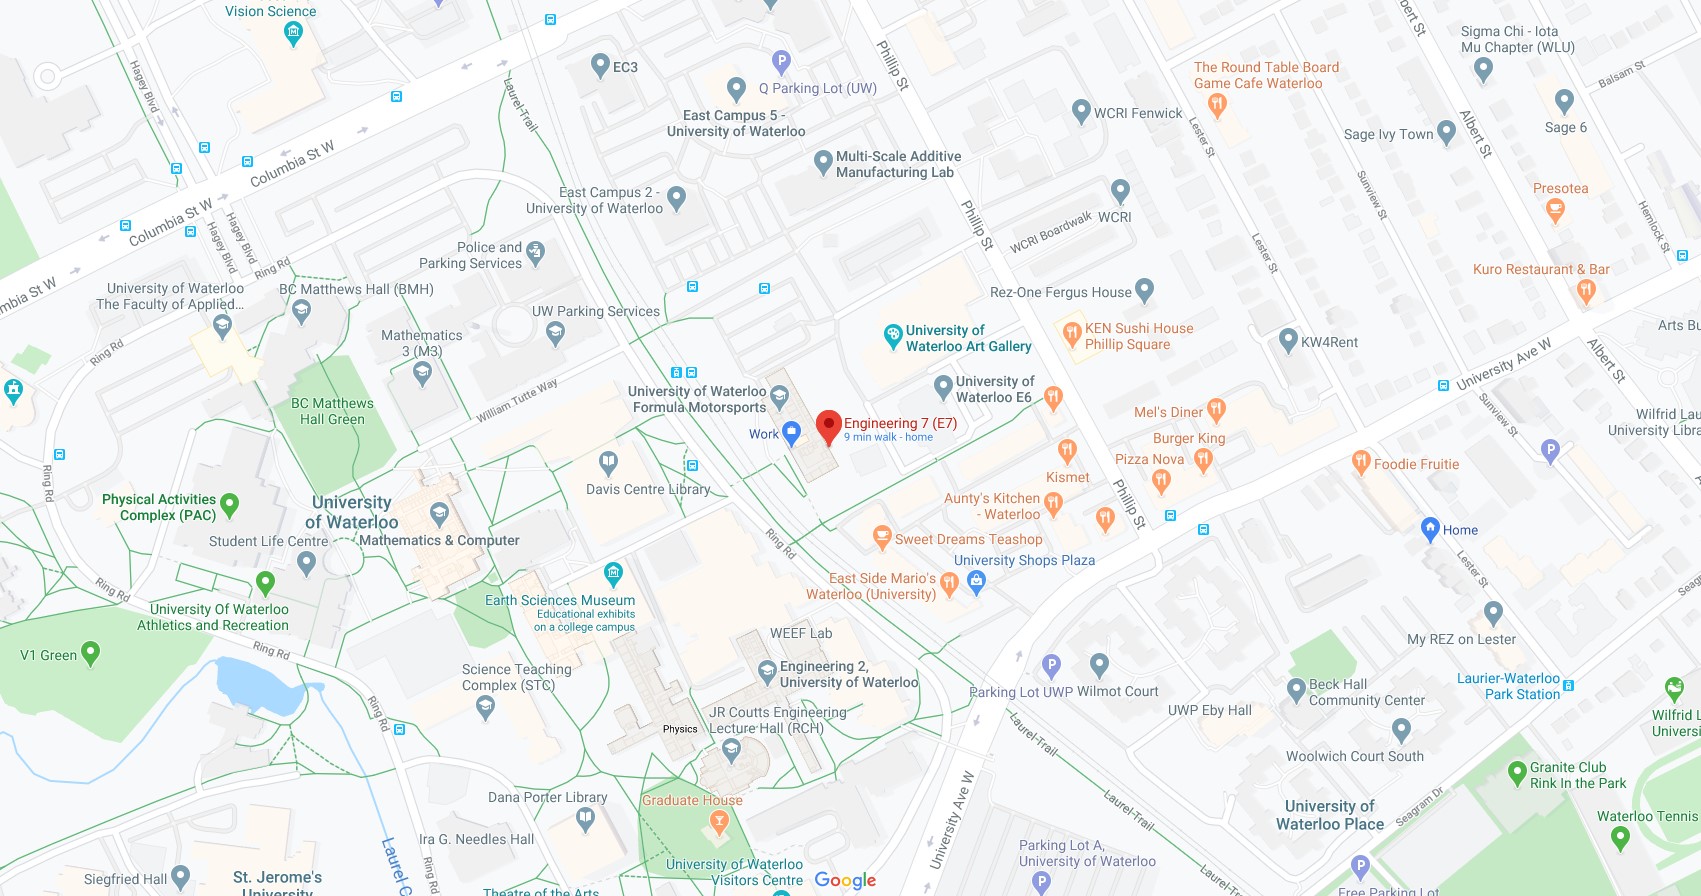 Vision Science
EC3
Q Parking Lot (UW)
East Campus 5 -
University of Waterloo
Phillip St
The Round Table Board
Game Cafe Waterloo
Albert St
Sigma Chi - Iota
Mu Chapter (WLU)
Balsam St
Hagey Blvd
Laurel-Trail
WCRI Fenwick
Sage Ivy Town
Albert St
Sage 6
Columbia St W
Multi-Scale Additive
Manufacturing Lab
Lester St
East Campus 2 -
University of Waterloo
WCRI
Sunview St
Presotea
Columbia St W
Hagey Blvd
Hagey Blvd
Phillip St
WCRI Boardwalk
Hemlock St
Police and
Parking Services
Ring Rd
Lester St
Kuro Restaurant & Bar
mbia St W
University of Waterloo
The Faculty of Applied...
BC Matthews Hall (BMH)
Rez-One Fergus House
UW Parking Services
Mathematics
3 (M3)
University of
Waterloo Art Gallery
KEN Sushi House
Phillip Square
KW4Rent
Arts Bu
Ring Rd
University Ave W
Albert St
William Tutte Way
University of Waterloo
Formula Motorsports
University of
Waterloo E6
BC Matthews
Hall Green
Mel's Diner
Sunview St
Wilfrid Lau
University Libra
Work
Engineering 7 (E7)
9 min walk - home
Burger King
Pizza Nova
Foodie Fruitie
Kismet
Ring Rd
Davis Centre Library
Physical Activities
Complex (PAC)
University
of Waterloo
Aunty's Kitchen
- Waterloo
Phillip St
Home
Student Life Centre
Mathematics & Computer
Ring Rd
Sweet Dreams Teashop
University Shops Plaza
Lester St
East Side Mario's
Waterloo (University)
Seagra
Ring Rd
University Of Waterloo
Athletics and Recreation
Earth Sciences Museum
Educational exhibits
on a college campus
WEEF Lab
My REZ on Lester
V1 Green
Ring Rd
Science Teaching
Complex (STC)
Engineering 2,
University of Waterloo
Parking Lot UWP
Wilmot Court
Beck Hall
Community Center
Laurier-Waterloo
Park Station
UWP Eby Hall
Wilfrid L
Universi
Ring Rd
Physics
JR Coutts Engineering
Lecture Hall (RCH)
Laurel-Trail
Woolwich Court South
Granite Club
Rink In the Park
Dana Porter Library
Graduate House
University Ave W
Laurel-Trail
University of
Waterloo Place
Seagram Dr
Waterloo Tennis
Ira G. Needles Hall
Laurel C
Ring Rd
Parking Lot A,
University of Waterloo
Siegfried Hall
St. Jerome's
University
University of Waterloo
Visitors Centre
Google
Theatre of the Arts
Free Parking Lot